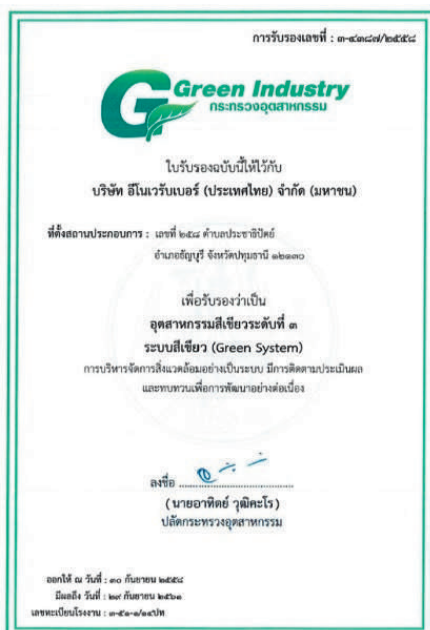 การรับรองเลขที่ : ๓-๔๓๘๗/๒๕๕๘
Green Industry
กระทรวงอุตสาหกรรม
ใบรับรองฉบับนี้ให้ไว้กับ
บริษัท อีโนเวรับเบอร์ (ประเทศไทย) จำกัด (มหาชน)
ที่ตั้งสถานประกอบการ : เลขที่ ๒๕๘ ตำบลประชาธิปัตย์
อำเภอธัญบุรี จังหวัดปทุมธานี ๑๒๑๓๐
เพื่อรับรองว่าเป็น
อุตสาหกรรมสีเขียวระดับที่ ๓
ระบบสีเขียว (Green System)
การบริหารจัดการสิ่งแวดล้อมอย่างเป็นระบบ มีการติดตามประเมินผล
และทบทวนเพื่อการพัฒนาอย่างต่อเนื่อง
ลงชื่อ
(นายอาทิตย์ วุฒิคะโร)
ปลัดกระทรวงอุตสาหกรรม
ออกให้ ณ วันที่ : ๓๐ กันยายน ๒๕๕๘
มีผลถึง วันที่ : ๒๙ กันยายน ๒๕๖๑
เลขทะเบียนโรงงาน :